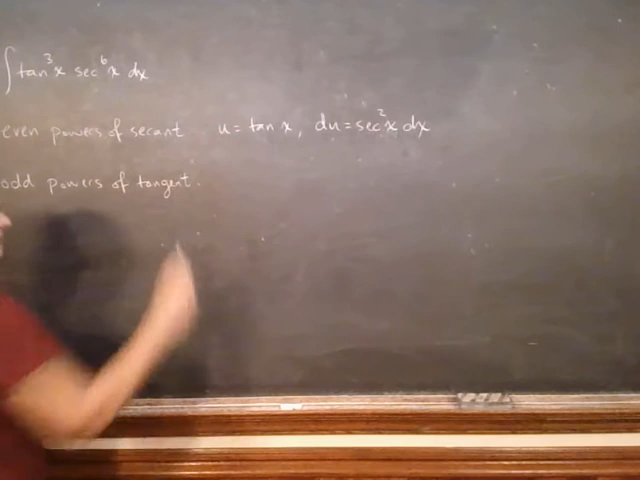 ∫tan³x sec⁶x dx
even powers of secant u = tan x, du = sec²x dx
odd powers of tangent.